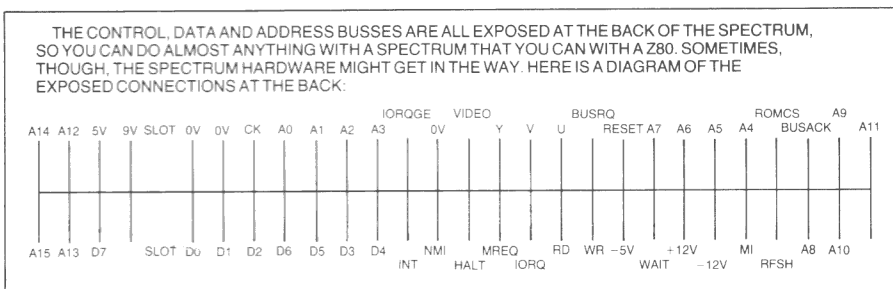 THE CONTROL, DATA AND ADDRESS BUSSES ARE ALL EXPOSED AT THE BACK OF THE SPECTRUM,
SO YOU CAN DO ALMOST ANYTHING WITH A SPECTRUM THAT YOU CAN WITH A Z80. SOMETIMES,
THOUGH, THE SPECTRUM HARDWARE MIGHT GET IN THE WAY. HERE IS A DIAGRAM OF THE
EXPOSED CONNECTIONS AT THE BACK:
IORQGE VIDEO BUSRQ ROMCS A9
A14 A12 5V 9V SLOT 0V 0V CK A0 A1 A2 A3 0V Y V U RESET A7 A6 A5 A4 BUSACK A11
A15 A13 D7 SLOT D0 D1 D2 D6 D5 D3 D4 NMI MREQ RD WR −5V +12V MI A8 A10
INT HALT IORQ WAIT −12V RFSH